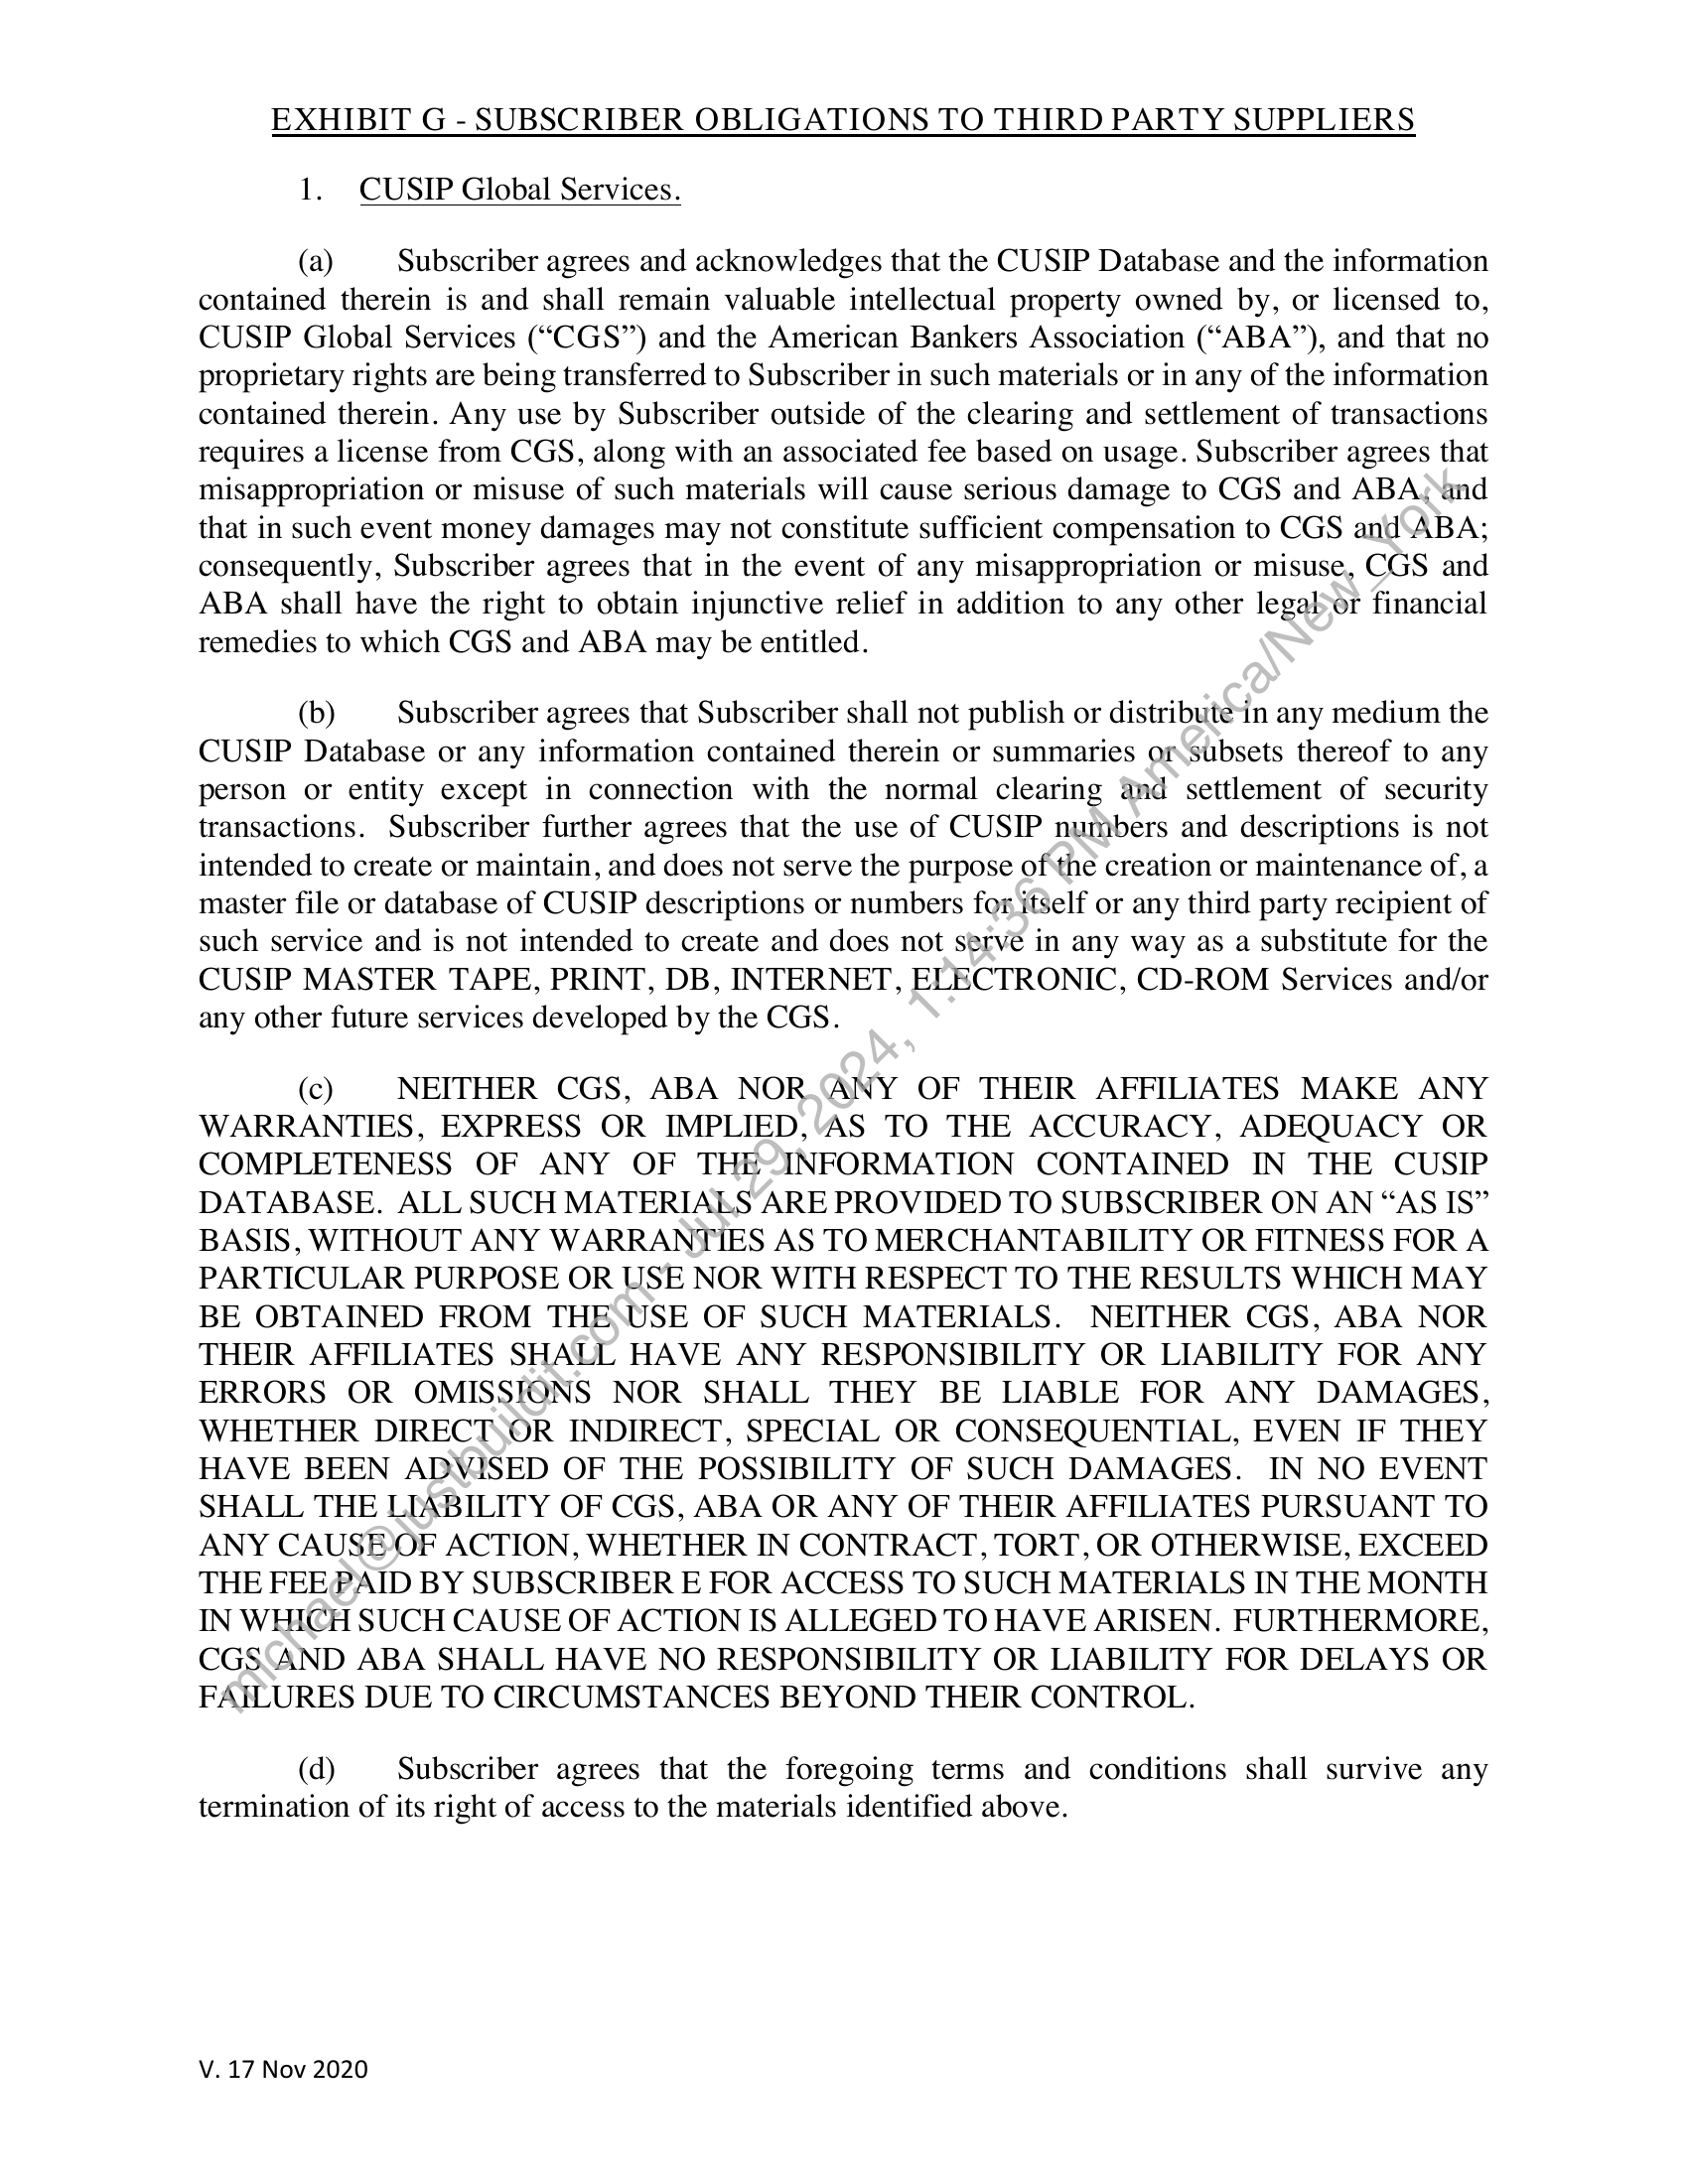 EXHIBIT G - SUBSCRIBER OBLIGATIONS TO THIRD PARTY SUPPLIERS
1. CUSIP Global Services.
(a) Subscriber agrees and acknowledges that the CUSIP Database and the information
contained therein is and shall remain valuable intellectual property owned by, or licensed to,
CUSIP Global Services (“CGS”) and the American Bankers Association (“ABA”), and that no
proprietary rights are being transferred to Subscriber in such materials or in any of the information
contained therein. Any use by Subscriber outside of the clearing and settlement of transactions
requires a license from CGS, along with an associated fee based on usage. Subscriber agrees that
misappropriation or misuse of such materials will cause serious damage to CGS and ABA, and
that in such event money damages may not constitute sufficient compensation to CGS and ABA;
consequently, Subscriber agrees that in the event of any misappropriation or misuse, CGS and
ABA shall have the right to obtain injunctive relief in addition to any other legal or financial
remedies to which CGS and ABA may be entitled.
(b) Subscriber agrees that Subscriber shall not publish or distribute in any medium the
CUSIP Database or any information contained therein or summaries or subsets thereof to any
person or entity except in connection with the normal clearing and settlement of security
transactions. Subscriber further agrees that the use of CUSIP numbers and descriptions is not
intended to create or maintain, and does not serve the purpose of the creation or maintenance of, a
master file or database of CUSIP descriptions or numbers for itself or any third party recipient of
such service and is not intended to create and does not serve in any way as a substitute for the
CUSIP MASTER TAPE, PRINT, DB, INTERNET, ELECTRONIC, CD-ROM Services and/or
any other future services developed by the CGS.
(c) NEITHER CGS, ABA NOR ANY OF THEIR AFFILIATES MAKE ANY
WARRANTIES, EXPRESS OR IMPLIED, AS TO THE ACCURACY, ADEQUACY OR
COMPLETENESS OF ANY OF THE INFORMATION CONTAINED IN THE CUSIP
DATABASE. ALL SUCH MATERIALS ARE PROVIDED TO SUBSCRIBER ON AN “AS IS”
BASIS, WITHOUT ANY WARRANTIES AS TO MERCHANTABILITY OR FITNESS FOR A
PARTICULAR PURPOSE OR USE NOR WITH RESPECT TO THE RESULTS WHICH MAY
BE OBTAINED FROM THE USE OF SUCH MATERIALS. NEITHER CGS, ABA NOR
THEIR AFFILIATES SHALL HAVE ANY RESPONSIBILITY OR LIABILITY FOR ANY
ERRORS OR OMISSIONS NOR SHALL THEY BE LIABLE FOR ANY DAMAGES,
WHETHER DIRECT OR INDIRECT, SPECIAL OR CONSEQUENTIAL, EVEN IF THEY
HAVE BEEN ADVISED OF THE POSSIBILITY OF SUCH DAMAGES. IN NO EVENT
SHALL THE LIABILITY OF CGS, ABA OR ANY OF THEIR AFFILIATES PURSUANT TO
ANY CAUSE OF ACTION, WHETHER IN CONTRACT, TORT, OR OTHERWISE, EXCEED
THE FEE PAID BY SUBSCRIBER E FOR ACCESS TO SUCH MATERIALS IN THE MONTH
IN WHICH SUCH CAUSE OF ACTION IS ALLEGED TO HAVE ARISEN. FURTHERMORE,
CGS AND ABA SHALL HAVE NO RESPONSIBILITY OR LIABILITY FOR DELAYS OR
FAILURES DUE TO CIRCUMSTANCES BEYOND THEIR CONTROL.
(d) Subscriber agrees that the foregoing terms and conditions shall survive any
termination of its right of access to the materials identified above.
V. 17 Nov 2020
michael@justbuildit.com - Jul 29, 2024, 1:14:36 PM America/New_York